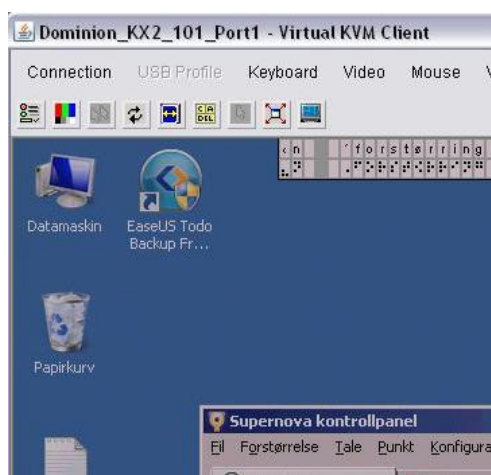 Dominion_KX2_101_Port1 - Virtual KVM Client
Connection USB Profile Keyboard Video Mouse
‹n ´forstørring
Datamaskin
EaseUS Todo
Backup Fr...
Papirkurv
Supernova kontrollpanel
Fil Forstørrelse Tale Punkt Konfigura